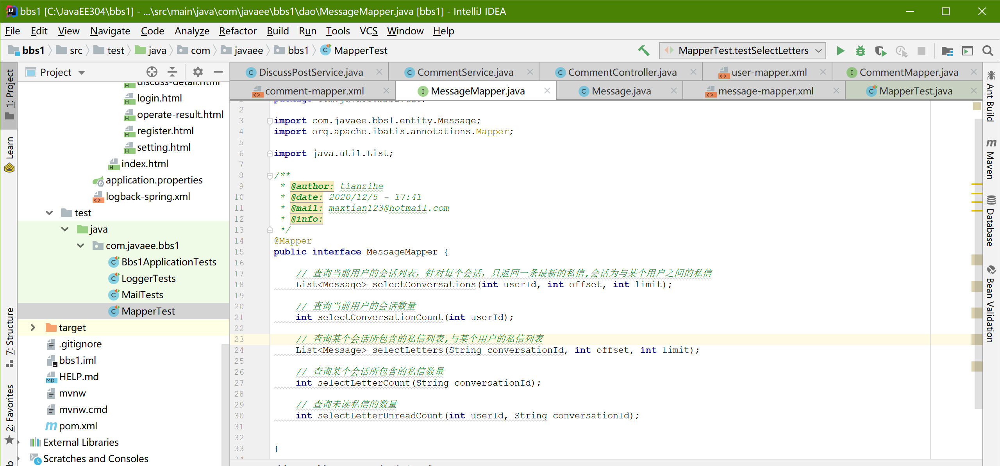 bbs1 [C:\JavaEE304\bbs1] - ...\src\main\java\com\javaee\bbs1\dao\MessageMapper.java [bbs1] - IntelliJ IDEA
File Edit View Navigate Code Analyze Refactor Build Run Tools VCS Window Help
bbs1 src test java com javaee bbs1 MapperTest MapperTest.testSelectLetters
Project
DiscussPostService.java CommentService.java CommentController.java user-mapper.xml CommentMapper.java
comment-mapper.xml MessageMapper.java Message.java message-mapper.xml MapperTest.java
1: Project
Learn
7: Structure
2: Favorites
discuss-detail.html
login.html
operate-result.html
register.html
setting.html
index.html
application.properties
logback-spring.xml
test
java
com.javaee.bbs1
Bbs1ApplicationTests
LoggerTests
MailTests
MapperTest
target
.gitignore
bbs1.iml
HELP.md
mvnw
mvnw.cmd
pom.xml
External Libraries
Scratches and Consoles
1 package com.javaee.bbs1.dao;
2
3 import com.javaee.bbs1.entity.Message;
4 import org.apache.ibatis.annotations.Mapper;
5
6 import java.util.List;
7
8 /**
9 * @author: tianzihe
10 * @date: 2020/12/5 - 17:41
11 * @mail: maxtian123@hotmail.com
12 * @info:
13 */
14 @Mapper
15 public interface MessageMapper {
16
17 // 查询当前用户的会话列表，针对每个会话，只返回一条最新的私信,会话为与某个用户之间的私信
18 List<Message> selectConversations(int userId, int offset, int limit);
19
20 // 查询当前用户的会话数量
21 int selectConversationCount(int userId);
22
23 // 查询某个会话所包含的私信列表,与某个用户的私信列表
24 List<Message> selectLetters(String conversationId, int offset, int limit);
25
26 // 查询某个会话所包含的私信数量
27 int selectLetterCount(String conversationId);
28
29 // 查询未读私信的数量
30 int selectLetterUnreadCount(int userId, String conversationId);
31
32
33 }
34
Ant Build
Maven
Database
Bean Validation